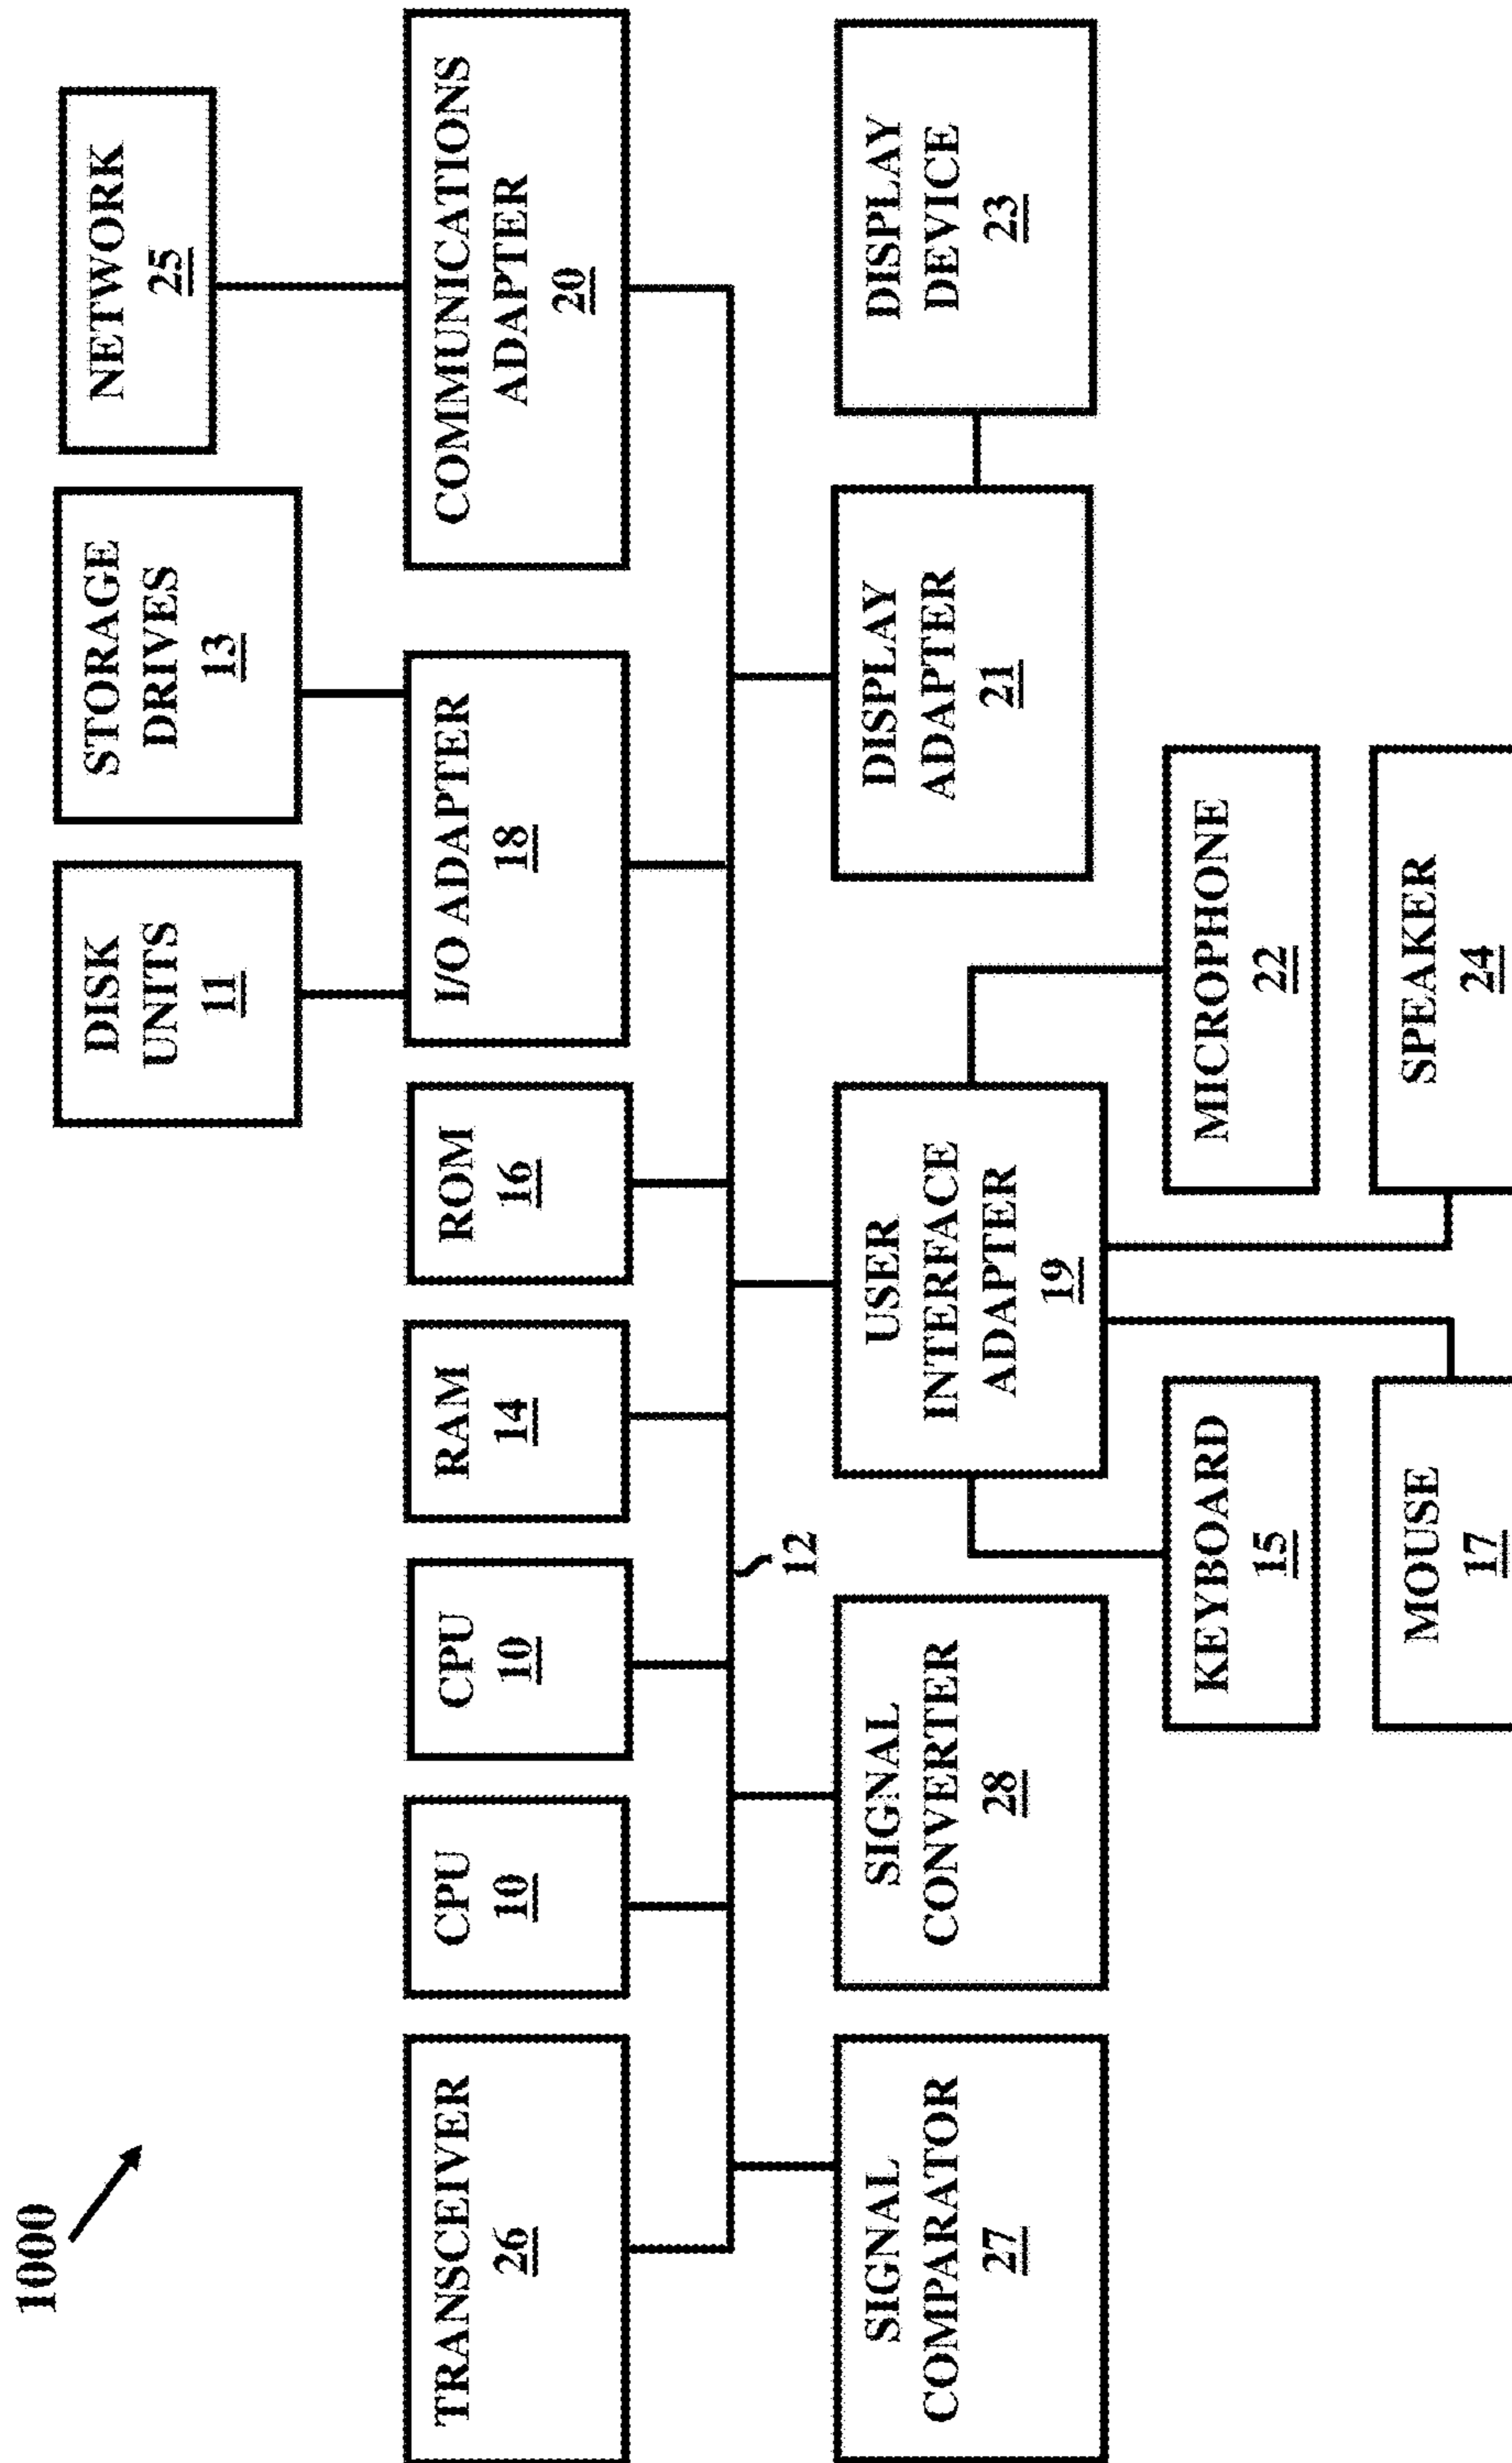 1000
NETWORK
25
DISK
UNITS
11
STORAGE
DRIVES
13
TRANSCEIVER
26
CPU
10
CPU
10
RAM
14
ROM
16
I/O ADAPTER
18
COMMUNICATIONS
ADAPTER
20
12
SIGNAL
COMPARATOR
27
SIGNAL
CONVERTER
28
USER
INTERFACE
ADAPTER
19
DISPLAY
ADAPTER
21
DISPLAY
DEVICE
23
KEYBOARD
15
MICROPHONE
22
MOUSE
17
SPEAKER
24